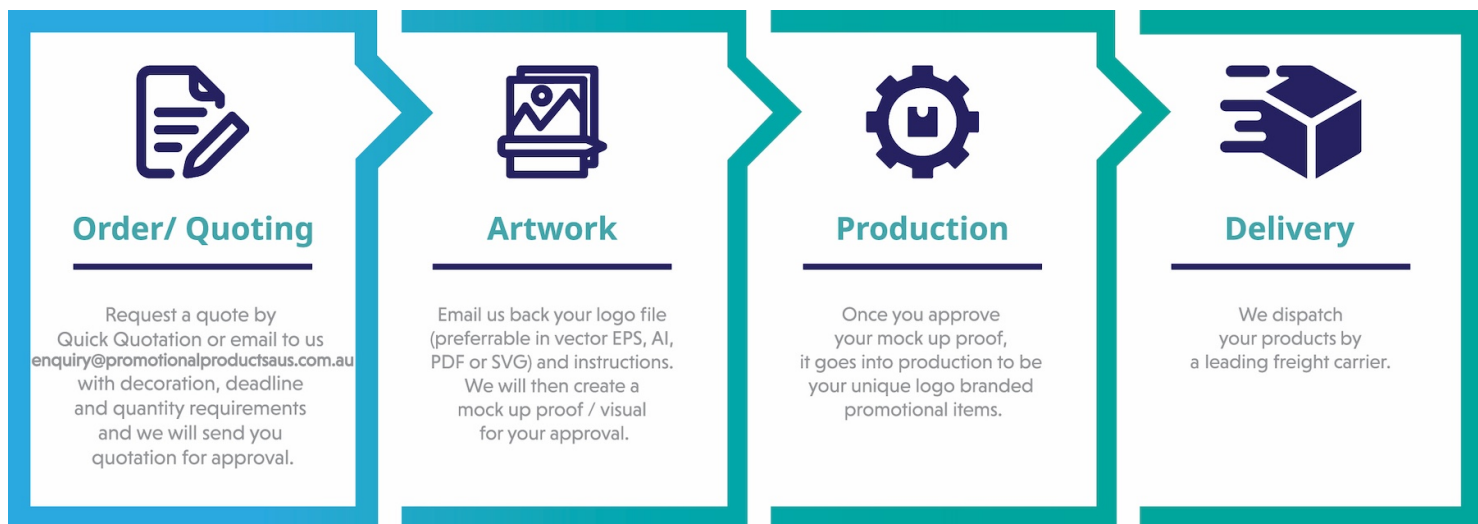 Order/ Quoting
Request a quote by
Quick Quotation or email to us
enquiry@promotionalproductsaus.com.au
with decoration, deadline
and quantity requirements
and we will send you
quotation for approval.
Artwork
Email us back your logo file
(preferrable in vector EPS, AI,
PDF or SVG) and instructions.
We will then create a
mock up proof / visual
for your approval.
Production
Once you approve
your mock up proof,
it goes into production to be
your unique logo branded
promotional items.
Delivery
We dispatch
your products by
a leading freight carrier.